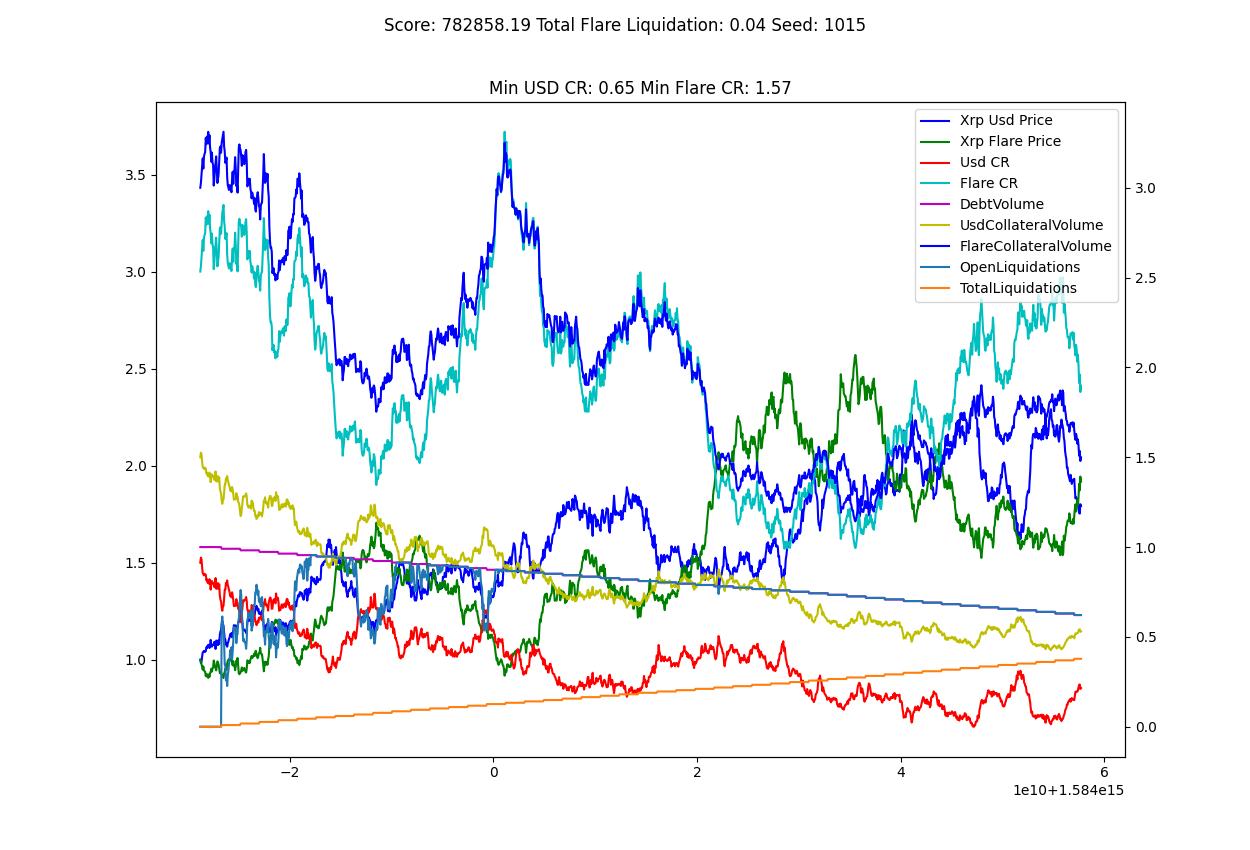 Score: 782858.19 Total Flare Liquidation: 0.04 Seed: 1015
Min USD CR: 0.65 Min Flare CR: 1.57
Xrp Usd Price
Xrp Flare Price
Usd CR
Flare CR
DebtVolume
UsdCollateralVolume
FlareCollateralVolume
OpenLiquidations
TotalLiquidations
3.5
3.0
2.5
2.0
1.5
1.0
3.0
2.5
2.0
1.5
1.0
0.5
0.0
−2
0
2
4
6
1e10+1.584e15